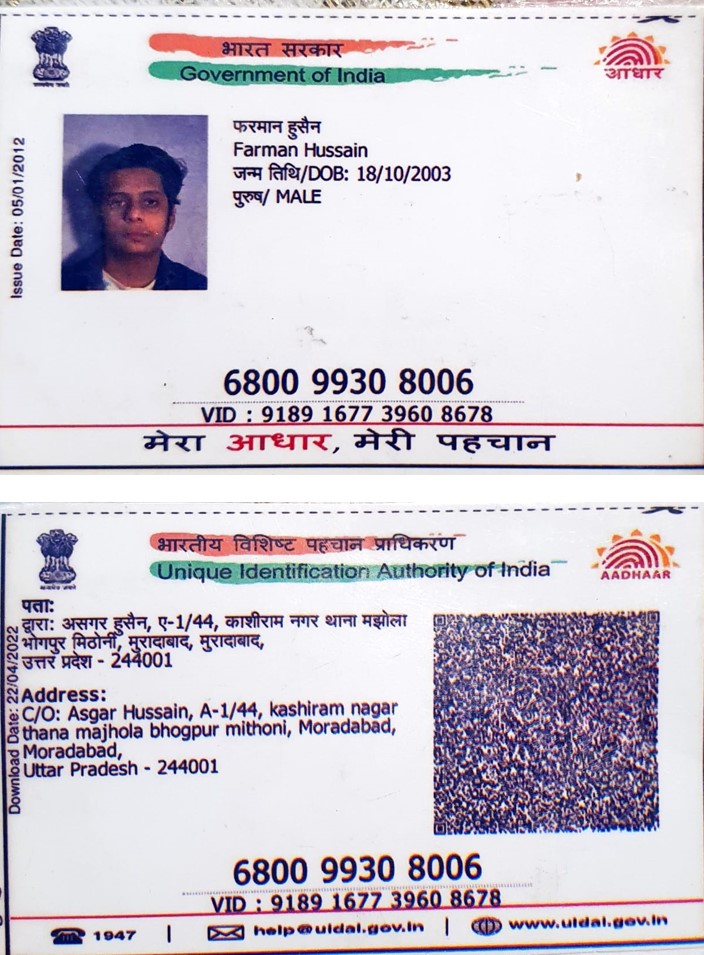 भारत सरकार
Government of India
आधार
Issue Date: 05/01/2012
फरमान हुसैन
Farman Hussain
जन्म तिथि/DOB: 18/10/2003
पुरुष/ MALE
6800 9930 8006
VID : 9189 1677 3960 8678
मेरा आधार, मेरी पहचान
भारतीय विशिष्ट पहचान प्राधिकरण
Unique Identification Authority of India
AADHAAR
Download Date: 22/04/2022
पता:
द्वारा: असगर हुसैन, ए-1/44, काशीराम नगर थाना मझोला
भोगपुर मिठोनी, मुरादाबाद, मुरादाबाद,
उत्तर प्रदेश - 244001
Address:
C/O: Asgar Hussain, A-1/44, kashiram nagar
thana majhola bhogpur mithoni, Moradabad,
Moradabad,
Uttar Pradesh - 244001
6800 9930 8006
VID : 9189 1677 3960 8678
1947 | help@uidai.gov.in | www.uidai.gov.in